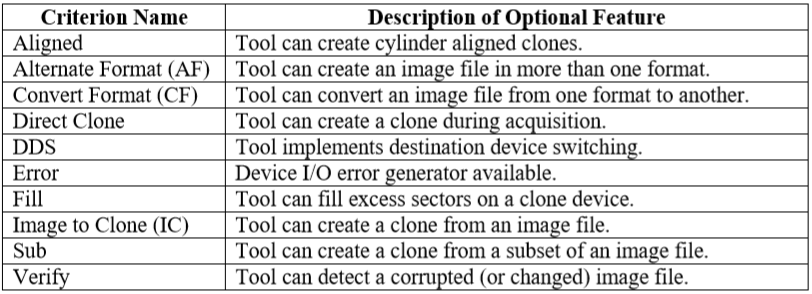 Criterion Name Description of Optional Feature
Aligned Tool can create cylinder aligned clones.
Alternate Format (AF) Tool can create an image file in more than one format.
Convert Format (CF) Tool can convert an image file from one format to another.
Direct Clone Tool can create a clone during acquisition.
DDS Tool implements destination device switching.
Error Device I/O error generator available.
Fill Tool can fill excess sectors on a clone device.
Image to Clone (IC) Tool can create a clone from an image file.
Sub Tool can create a clone from a subset of an image file.
Verify Tool can detect a corrupted (or changed) image file.